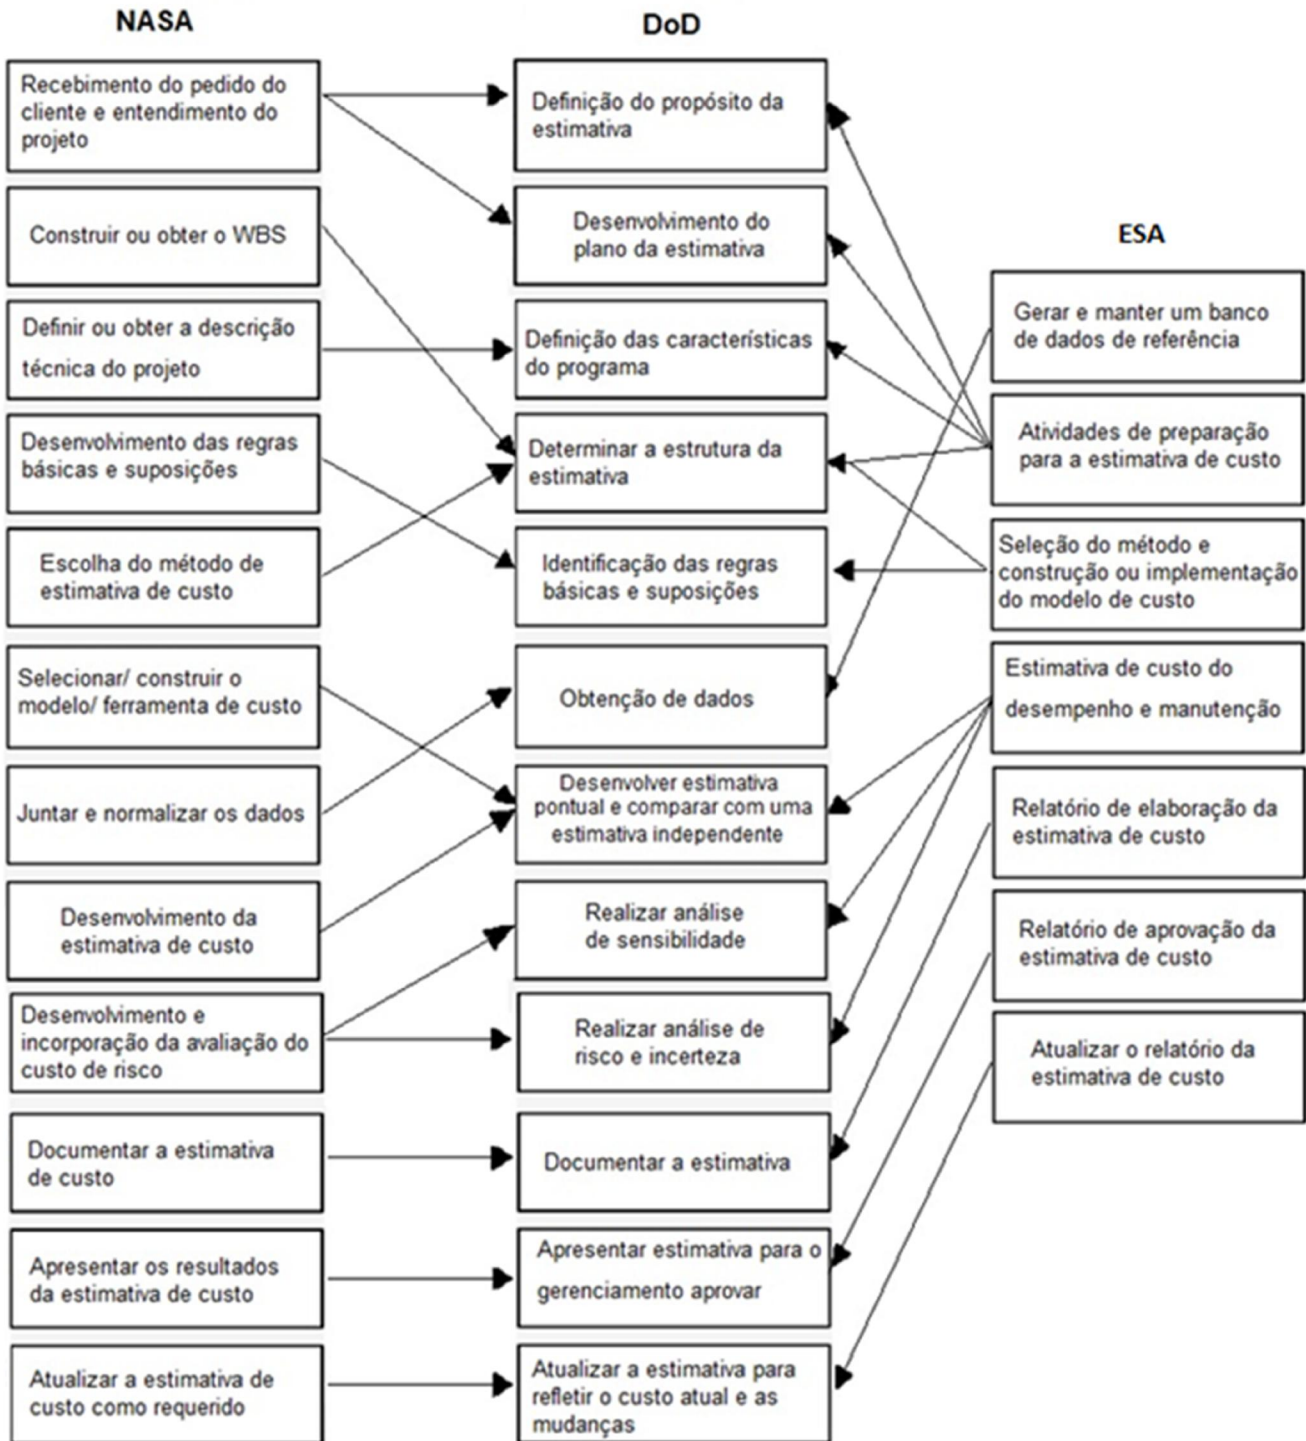 NASA
Recebimento do pedido do
cliente e entendimento do
projeto
Construir ou obter o WBS
Definir ou obter a descrição
técnica do projeto
Desenvolvimento das regras
básicas e suposições
Escolha do método de
estimativa de custo
Selecionar/ construir o
modelo/ ferramenta de custo
Juntar e normalizar os dados
Desenvolvimento da
estimativa de custo
Desenvolvimento e
incorporação da avaliação do
custo de risco
Documentar a estimativa
de custo
Apresentar os resultados
da estimativa de custo
Atualizar a estimativa de
custo como requerido
DoD
Definição do propósito da
estimativa
Desenvolvimento do
plano da estimativa
Definição das características
do programa
Determinar a estrutura da
estimativa
Identificação das regras
básicas e suposições
Obtenção de dados
Desenvolver estimativa
pontual e comparar com uma
estimativa independente
Realizar análise
de sensibilidade
Realizar análise de
risco e incerteza
Documentar a estimativa
Apresentar estimativa para o
gerenciamento aprovar
Atualizar a estimativa para
refletir o custo atual e as
mudanças
ESA
Gerar e manter um banco
de dados de referência
Atividades de preparação
para a estimativa de custo
Seleção do método e
construção ou implementação
do modelo de custo
Estimativa de custo do
desempenho e manutenção
Relatório de elaboração da
estimativa de custo
Relatório de aprovação da
estimativa de custo
Atualizar o relatório da
estimativa de custo